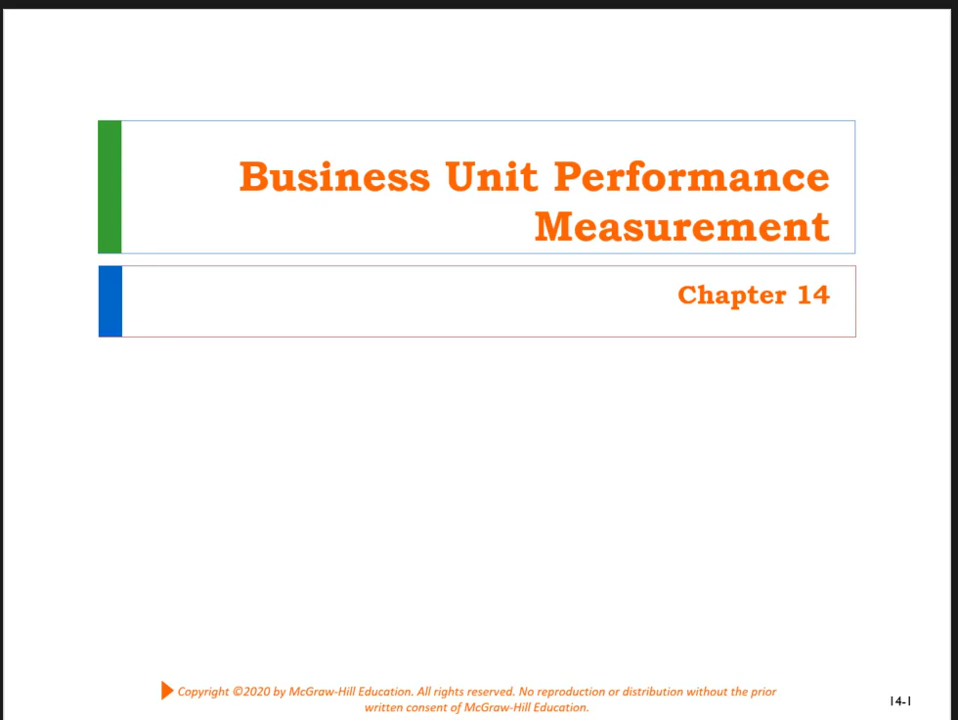 Business Unit Performance
Measurement
Chapter 14
Copyright ©2020 by McGraw-Hill Education. All rights reserved. No reproduction or distribution without the prior
written consent of McGraw-Hill Education.
14-1